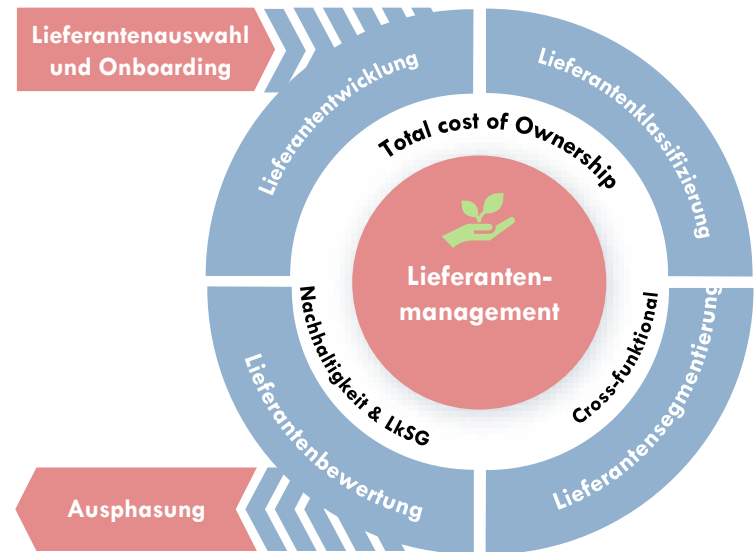 Lieferantenauswahl
und Onboarding
Lieferantentwicklung
Lieferantenklassifizierung
Total cost of Ownership
Lieferanten-
management
Nachhaltigkeit & LkSG
Cross-funktional
Lieferantenbewertung
Lieferantensegmentierung
Ausphasung